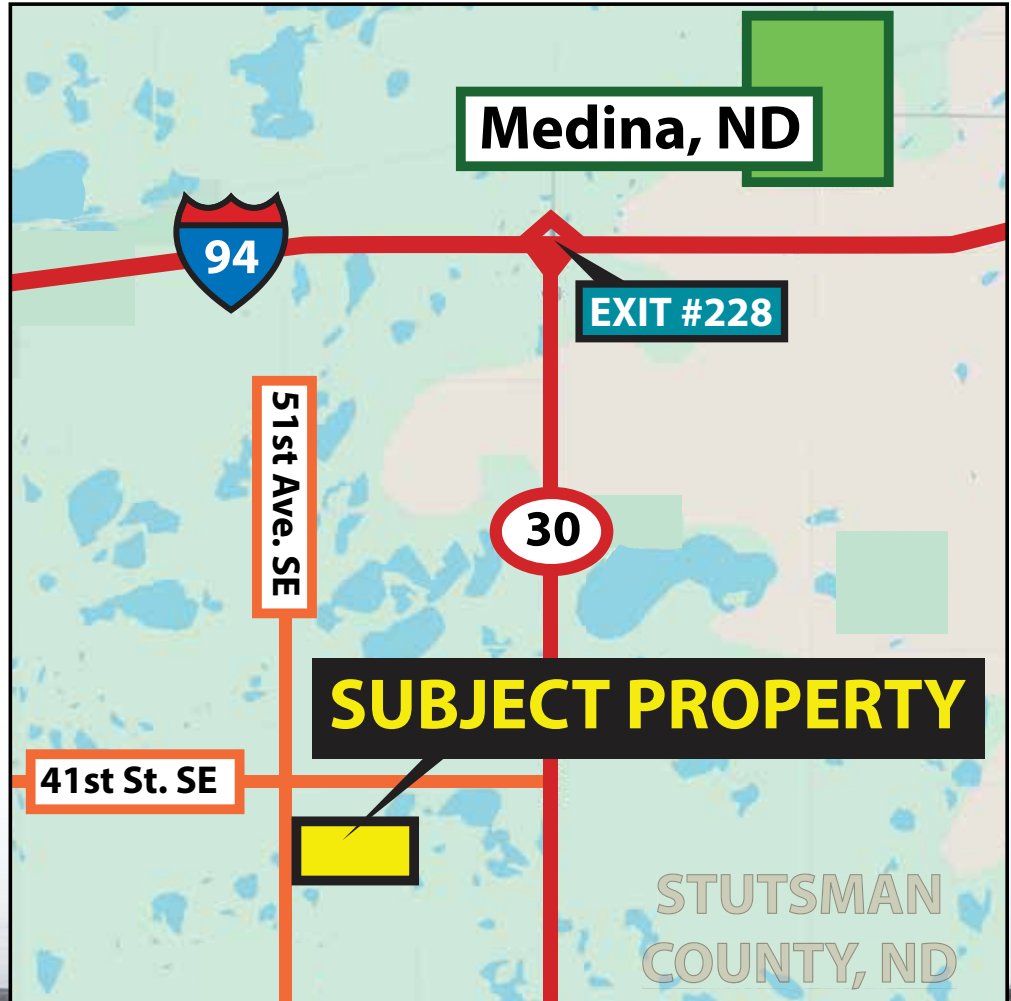 Medina, ND
94
EXIT #228
51st Ave. SE
30
SUBJECT PROPERTY
41st St. SE
STUTSMAN
COUNTY, ND